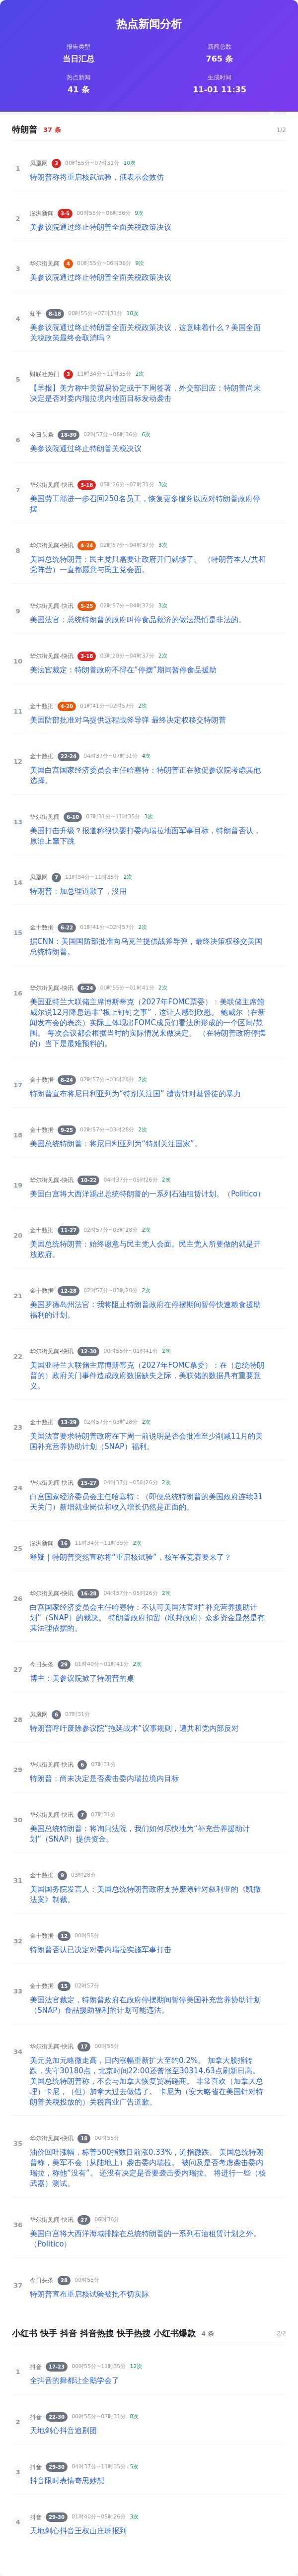 热点新闻分析
报告类型
当日汇总
新闻总数
765 条
热点新闻
41 条
生成时间
11-01 11:35
特朗普 37 条 1/2
1 凤凰网 3 00时55分~07时31分 10次
特朗普称将重启核武试验，俄表示会效仿
2 澎湃新闻 3-5 00时55分~06时36分 9次
美参议院通过终止特朗普全面关税政策决议
3 华尔街见闻 4 00时55分~06时36分 9次
美参议院通过终止特朗普全面关税政策决议
4 知乎 8-18 00时55分~07时31分 10次
美参议院通过终止特朗普全面关税政策决议，这意味着什么？美国全面
关税政策最终会取消吗？
5 财联社热门 3 11时34分~11时35分 2次
【早报】美方称中美贸易协定或于下周签署，外交部回应；特朗普尚未
决定是否对委内瑞拉境内地面目标发动袭击
6 今日头条 18-30 02时57分~06时36分 6次
美参议院通过终止特朗普关税决议
7 华尔街见闻-快讯 3-16 05时26分~07时31分 3次
美国劳工部进一步召回250名员工，恢复更多服务以应对特朗普政府停
摆
8 华尔街见闻-快讯 4-24 02时57分~04时37分 3次
美国总统特朗普：民主党只需要让政府开门就够了。 （特朗普本人/共和
党阵营）一直都愿意与民主党会面。
9 华尔街见闻-快讯 5-25 02时57分~04时37分 3次
美国法官：总统特朗普的政府叫停食品救济的做法恐怕是非法的。
10 华尔街见闻-快讯 3-18 03时28分~04时37分 2次
美法官裁定：特朗普政府不得在“停摆”期间暂停食品援助
11 金十数据 4-20 01时41分~02时57分 2次
美国防部批准对乌提供远程战斧导弹 最终决定权移交特朗普
12 金十数据 22-24 04时37分~07时31分 4次
美国白宫国家经济委员会主任哈塞特：特朗普正在敦促参议院考虑其他
选择。
13 华尔街见闻 6-10 07时31分~11时35分 3次
美国打击升级？报道称很快要打委内瑞拉地面军事目标，特朗普否认，
原油上窜下跳
14 凤凰网 7 11时34分~11时35分 2次
特朗普：加总理道歉了，没用
15 金十数据 6-22 01时41分~02时57分 2次
据CNN：美国国防部批准向乌克兰提供战斧导弹，最终决策权移交美国
总统特朗普。
16 华尔街见闻-快讯 6-24 00时55分~01时41分 2次
美国亚特兰大联储主席博斯蒂克（2027年FOMC票委）：美联储主席鲍
威尔说12月降息远非“板上钉钉之事”，这让人感到欣慰。 鲍威尔（在新
闻发布会的表态）实际上体现出FOMC成员们看法所形成的一个区间/范
围。 每次会议都会根据当时的实际情况来做决定。 （在特朗普政府停摆
的）当下是最难预料的。
17 金十数据 8-24 02时57分~03时28分 2次
特朗普宣布将尼日利亚列为“特别关注国” 谴责针对基督徒的暴力
18 金十数据 9-25 02时57分~03时28分 2次
美国总统特朗普：将尼日利亚列为“特别关注国家”。
19 华尔街见闻-快讯 10-22 04时37分~05时26分 2次
美国白宫将大西洋踢出总统特朗普的一系列石油租赁计划。（Politico）
20 金十数据 11-27 02时57分~03时28分 2次
美国总统特朗普：始终愿意与民主党人会面。民主党人所要做的就是开
放政府。
21 金十数据 12-28 02时57分~03时28分 2次
美国罗德岛州法官：我将阻止特朗普政府在停摆期间暂停快速粮食援助
福利的计划。
22 华尔街见闻-快讯 12-30 00时55分~01时41分 2次
美国亚特兰大联储主席博斯蒂克（2027年FOMC票委）：在（总统特朗
普的）政府关门事件造成政府数据缺失之际，美联储的数据具有重要意
义。
23 金十数据 13-29 02时57分~03时28分 2次
美国法官要求特朗普政府在下周一前说明是否会批准至少削减11月的美
国补充营养协助计划（SNAP）福利。
24 华尔街见闻-快讯 15-27 04时37分~05时26分 2次
白宫国家经济委员会主任哈塞特：（即便总统特朗普的美国政府连续31
天关门）新增就业岗位和收入增长仍然是正面的。
25 澎湃新闻 16 11时34分~11时35分 2次
释疑｜特朗普突然宣称将“重启核试验”，核军备竞赛要来了？
26 华尔街见闻-快讯 16-28 04时37分~05时26分 2次
白宫国家经济委员会主任哈塞特：不认可美国法官对“补充营养援助计
划”（SNAP）的裁决。 特朗普政府扣留（联邦政府）众多资金显然是有
其法理依据的。
27 今日头条 29 01时40分~01时41分 2次
博主：美参议院掀了特朗普的桌
28 凤凰网 6 07时31分
特朗普呼吁废除参议院“拖延战术”议事规则，遭共和党内部反对
29 华尔街见闻-快讯 6 07时31分
特朗普：尚未决定是否袭击委内瑞拉境内目标
30 华尔街见闻-快讯 7 07时31分
美国总统特朗普：将询问法院，我们如何尽快地为“补充营养援助计
划”（SNAP）提供资金。
31 金十数据 9 03时28分
美国国务院发言人：美国总统特朗普政府支持废除针对叙利亚的《凯撒
法案》制裁。
32 金十数据 12 00时55分
特朗普否认已决定对委内瑞拉实施军事打击
33 金十数据 15 02时57分
美国法官裁定，特朗普政府在政府停摆期间暂停美国补充营养协助计划
（SNAP）食品援助福利的计划可能违法。
34 华尔街见闻-快讯 17 00时55分
美元兑加元略微走高，日内涨幅重新扩大至约0.2%。 加拿大股指转
跌，失守30180点，北京时间22:00还曾涨至30314.63点刷新日高。
美国总统特朗普称，不会与加拿大恢复贸易磋商。 非常喜欢（加拿大总
理）卡尼，（但）加拿大过去做错了。 卡尼为（安大略省在美国针对特
朗普关税投放的）关税商业广告道歉。
35 华尔街见闻-快讯 18 00时55分
油价回吐涨幅，标普500指数目前涨0.33%，道指微跌。 美国总统特朗
普称，美军不会（从陆地上）袭击委内瑞拉。 被问及是否考虑袭击委内
瑞拉，称他“没有”。 还没有决定是否要袭击委内瑞拉。 将进行一些（核
武器）测试。
36 华尔街见闻-快讯 27 06时36分
美国白宫将大西洋海域排除在总统特朗普的一系列石油租赁计划之外。
（Politico）
37 今日头条 28 00时55分
特朗普宣布重启核试验被批不切实际
小红书 快手 抖音 抖音热搜 快手热搜 小红书爆款 4 条 2/2
1 抖音 17-23 00时55分~11时35分 12次
全抖音的舞都让企鹅学会了
2 抖音 22-30 00时55分~07时31分 8次
天地剑心抖音追剧团
3 抖音 29-30 04时37分~11时35分 5次
抖音限时表情奇思妙想
4 抖音 29-30 01时40分~05时26分 3次
天地剑心抖音王权山庄班报到